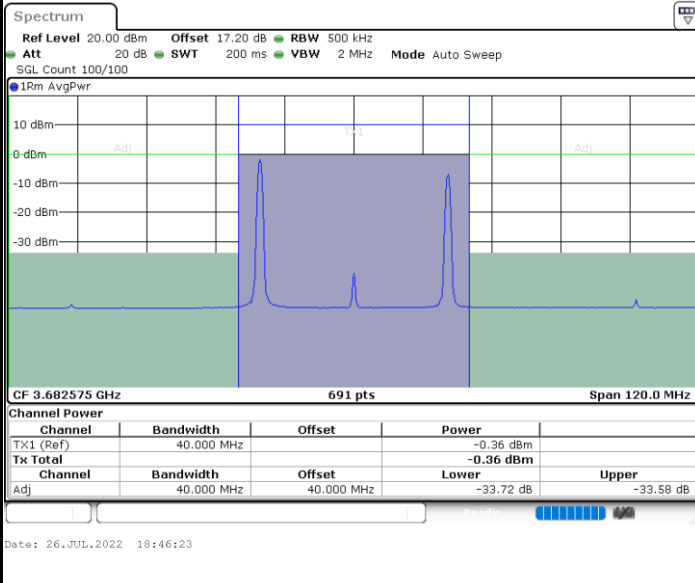 Spectrum
Ref Level 20.00 dBm Offset 17.20 dB RBW 500 kHz
Att 20 dB SWT 200 ms VBW 2 MHz Mode Auto Sweep
SGL Count 100/100
1Rm AvgPwr
10 dBm
TX1
Adj Adj
0 dBm
-10 dBm
-20 dBm
-30 dBm
CF 3.682575 GHz 691 pts Span 120.0 MHz
Channel Power
Channel Bandwidth Offset Power
TX1 (Ref) 40.000 MHz -0.36 dBm
Tx Total -0.36 dBm
Channel Bandwidth Offset Lower Upper
Adj 40.000 MHz 40.000 MHz -33.72 dB -33.58 dB
Ready
Date: 26.JUL.2022 18:46:23